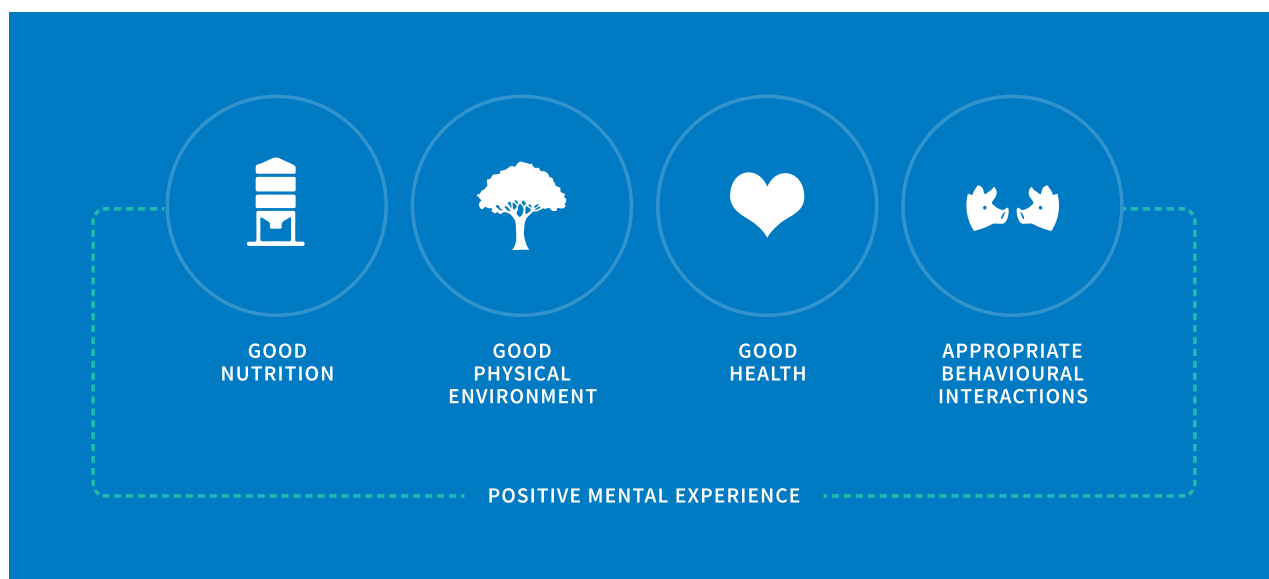 GOOD
NUTRITION
GOOD
PHYSICAL
ENVIRONMENT
GOOD
HEALTH
APPROPRIATE
BEHAVIOURAL
INTERACTIONS
POSITIVE MENTAL EXPERIENCE